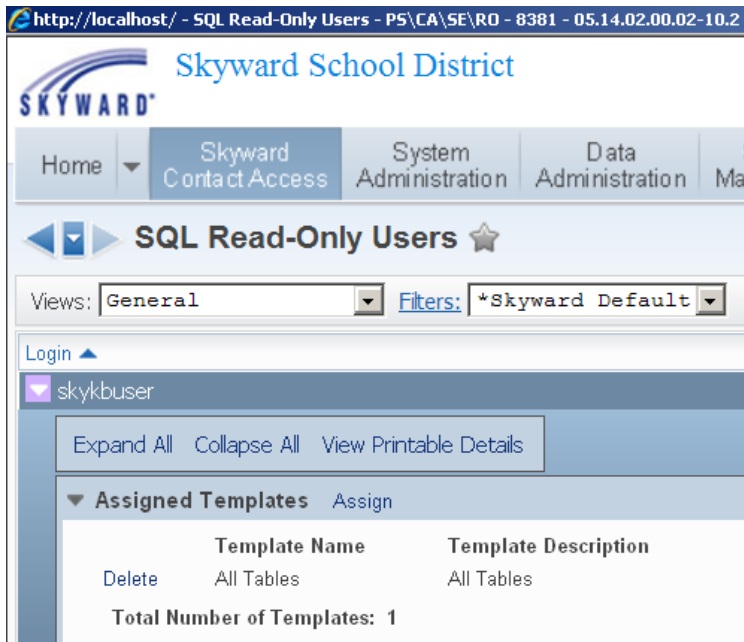 http://localhost/ - SQL Read-Only Users - PS\CA\SE\RO - 8381 - 05.14.02.00.02-10.2
Skyward School District
SKYWARD
Home
Skyward Contact Access
System Administration
Data Administration
Ma
SQL Read-Only Users
Views: General Filters: *Skyward Default
Login
skykbuser
Expand All Collapse All View Printable Details
Assigned Templates Assign
Template Name Template Description
Delete All Tables All Tables
Total Number of Templates: 1